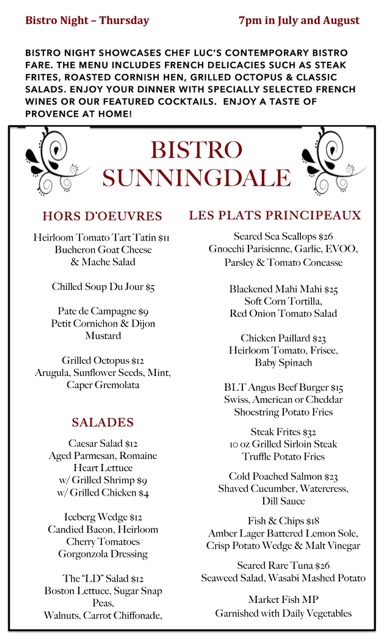 Bistro Night – Thursday 7pm in July and August
BISTRO NIGHT SHOWCASES CHEF LUC'S CONTEMPORARY BISTRO
FARE. THE MENU INCLUDES FRENCH DELICACIES SUCH AS STEAK
FRITES, ROASTED CORNISH HEN, GRILLED OCTOPUS & CLASSIC
SALADS. ENJOY YOUR DINNER WITH SPECIALLY SELECTED FRENCH
WINES OR OUR FEATURED COCKTAILS. ENJOY A TASTE OF
PROVENCE AT HOME!
BISTRO
SUNNINGDALE
HORS D'OEUVRES
Heirloom Tomato Tart Tatin $11
Bucheron Goat Cheese
& Mache Salad
Chilled Soup Du Jour $5
Pate de Campagne $9
Petit Cornichon & Dijon
Mustard
Grilled Octopus $12
Arugula, Sunflower Seeds, Mint,
Caper Gremolata
SALADES
Caesar Salad $12
Aged Parmesan, Romaine
Heart Lettuce
w/ Grilled Shrimp $9
w/ Grilled Chicken $4
Iceberg Wedge $12
Candied Bacon, Heirloom
Cherry Tomatoes
Gorgonzola Dressing
The "LD" Salad $12
Boston Lettuce, Sugar Snap
Peas,
Walnuts, Carrot Chiffonade,
LES PLATS PRINCIPEAUX
Seared Sea Scallops $26
Gnocchi Parisienne, Garlic, EVOO,
Parsley & Tomato Concasse
Blackened Mahi Mahi $25
Soft Corn Tortilla,
Red Onion Tomato Salad
Chicken Paillard $23
Heirloom Tomato, Frisee,
Baby Spinach
BLT Angus Beef Burger $15
Swiss, American or Cheddar
Shoestring Potato Fries
Steak Frites $32
10 oz Grilled Sirloin Steak
Truffle Potato Fries
Cold Poached Salmon $23
Shaved Cucumber, Watercress,
Dill Sauce
Fish & Chips $18
Amber Lager Battered Lemon Sole,
Crisp Potato Wedge & Malt Vinegar
Seared Rare Tuna $26
Seaweed Salad, Wasabi Mashed Potato
Market Fish MP
Garnished with Daily Vegetables